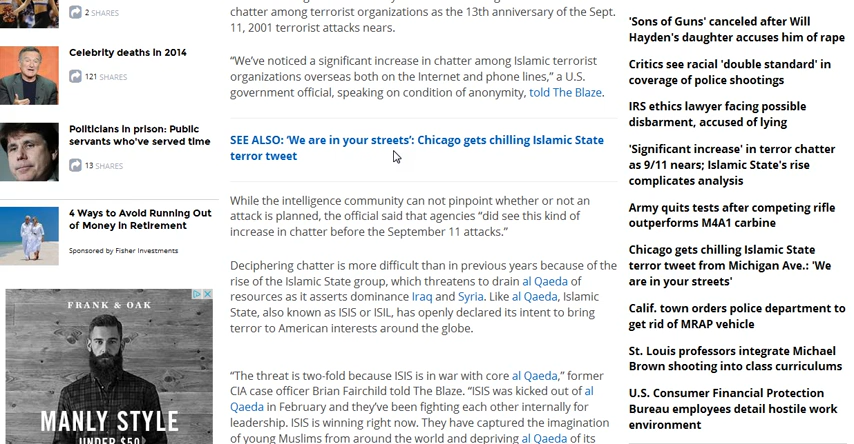 2 SHARES
Celebrity deaths in 2014
121 SHARES
Politicians in prison: Public
servants who've served time
13 SHARES
4 Ways to Avoid Running Out
of Money in Retirement
Sponsored by Fisher Investments
FRANK & OAK
MANLY STYLE
UNDER $50
chatter among terrorist organizations as the 13th anniversary of the Sept.
11, 2001 terrorist attacks nears.
“We’ve noticed a significant increase in chatter among Islamic terrorist
organizations overseas both on the Internet and phone lines,” a U.S.
government official, speaking on condition of anonymity, told The Blaze.
SEE ALSO: ‘We are in your streets’: Chicago gets chilling Islamic State
terror tweet
While the intelligence community can not pinpoint whether or not an
attack is planned, the official said that agencies “did see this kind of
increase in chatter before the September 11 attacks.”
Deciphering chatter is more difficult than in previous years because of the
rise of the Islamic State group, which threatens to drain al Qaeda of
resources as it asserts dominance Iraq and Syria. Like al Qaeda, Islamic
State, also known as ISIS or ISIL, has openly declared its intent to bring
terror to American interests around the globe.
“The threat is two-fold because ISIS is in war with core al Qaeda,” former
CIA case officer Brian Fairchild told The Blaze. “ISIS was kicked out of al
Qaeda in February and they’ve been fighting each other internally for
leadership. ISIS is winning right now. They have captured the imagination
of young Muslims from around the world and depriving al Qaeda of its
'Sons of Guns' canceled after Will
Hayden's daughter accuses him of rape
Critics see racial 'double standard' in
coverage of police shootings
IRS ethics lawyer facing possible
disbarment, accused of lying
'Significant increase' in terror chatter
as 9/11 nears; Islamic State's rise
complicates analysis
Army quits tests after competing rifle
outperforms M4A1 carbine
Chicago gets chilling Islamic State
terror tweet from Michigan Ave.: 'We
are in your streets'
Calif. town orders police department to
get rid of MRAP vehicle
St. Louis professors integrate Michael
Brown shooting into class curriculums
U.S. Consumer Financial Protection
Bureau employees detail hostile work
environment